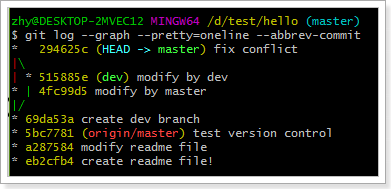 zhy@DESKTOP-2MVEC12 MINGW64 /d/test/hello (master)
$ git log --graph --pretty=oneline --abbrev-commit
*   294625c (HEAD -> master) fix conflict
|\
| * 515885e (dev) modify by dev
* | 4fc99d5 modify by master
|/
* 69da53a create dev branch
* 5bc7781 (origin/master) test version control
* a287584 modify readme file
* eb2cfb4 create readme file!